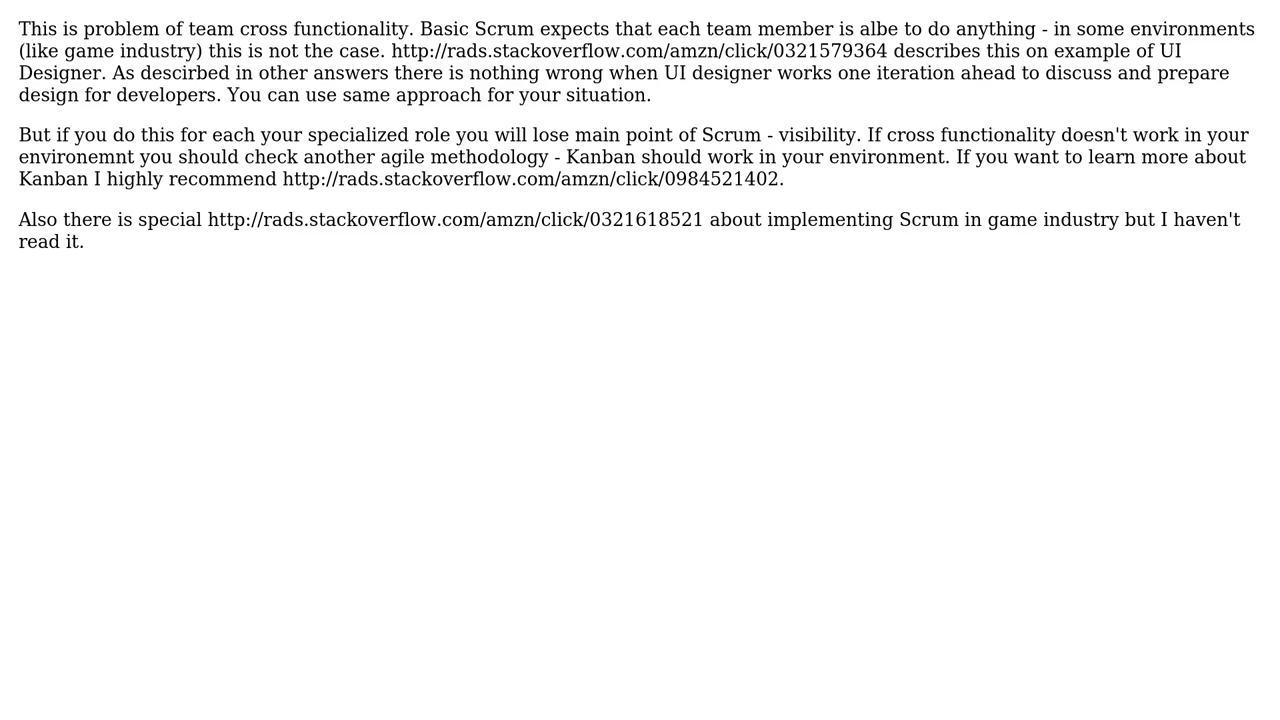 This is problem of team cross functionality. Basic Scrum expects that each team member is albe to do anything - in some environments
(like game industry) this is not the case. http://rads.stackoverflow.com/amzn/click/0321579364 describes this on example of UI
Designer. As descirbed in other answers there is nothing wrong when UI designer works one iteration ahead to discuss and prepare
design for developers. You can use same approach for your situation.
But if you do this for each your specialized role you will lose main point of Scrum - visibility. If cross functionality doesn't work in your
environemnt you should check another agile methodology - Kanban should work in your environment. If you want to learn more about
Kanban I highly recommend http://rads.stackoverflow.com/amzn/click/0984521402.
Also there is special http://rads.stackoverflow.com/amzn/click/0321618521 about implementing Scrum in game industry but I haven't
read it.